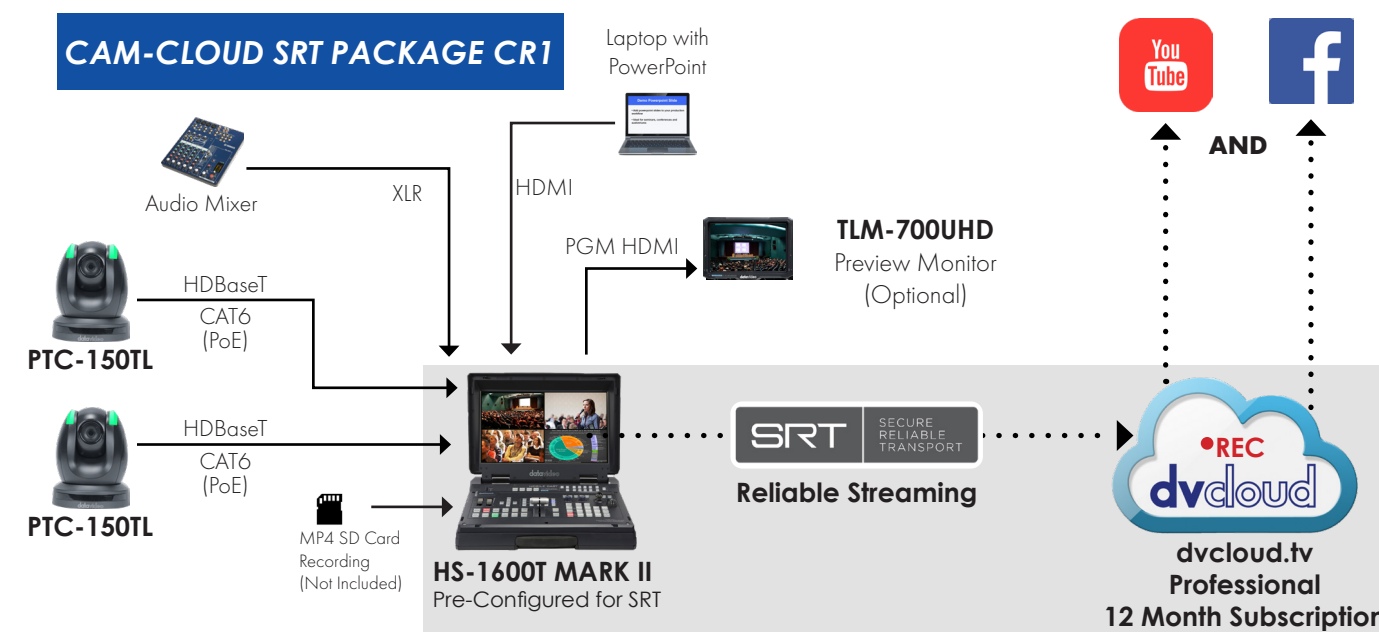 CAM-CLOUD SRT PACKAGE CR1
Laptop with
PowerPoint
You
Tube
f
AND
Audio Mixer
XLR
HDMI
PGM HDMI
TLM-700UHD
Preview Monitor
(Optional)
HDBaseT
CAT6
(PoE)
PTC-150TL
HDBaseT
CAT6
(PoE)
PTC-150TL
MP4 SD Card
Recording
(Not Included)
datavideo
HS-1600T MARK II
Pre-Configured for SRT
SRT
SECURE
RELIABLE
TRANSPORT
Reliable Streaming
REC
dvcloud
dvcloud.tv
Professional
12 Month Subscription